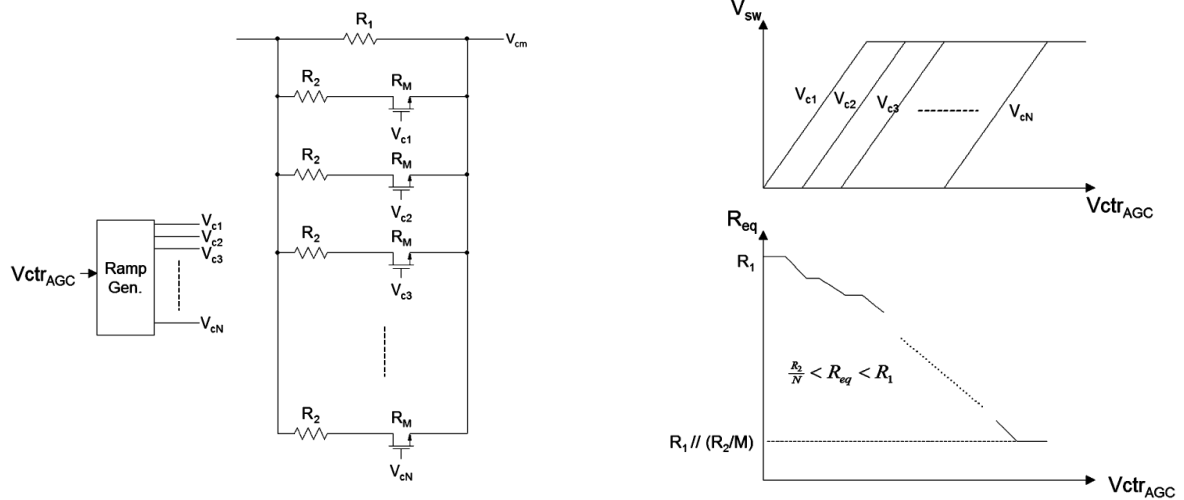 R1
Vcm
R2
RM
Vc1
R2
RM
Vc2
R2
RM
Vc3
R2
RM
VcN
VctrAGC
Ramp
Gen.
Vc1
Vc2
Vc3
VcN
Vsw
Vc1
Vc2
Vc3
VcN
VctrAGC
Req
R1
R2/N < Req < R1
R1 // (R2/M)
VctrAGC